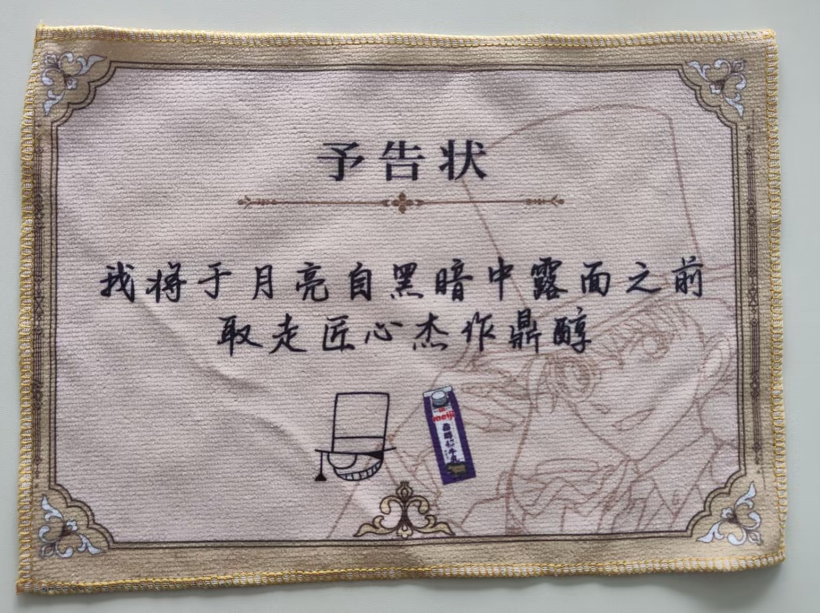 予告状
我将于月亮自黑暗中露面之前
取走匠心杰作鼎醇
meiji